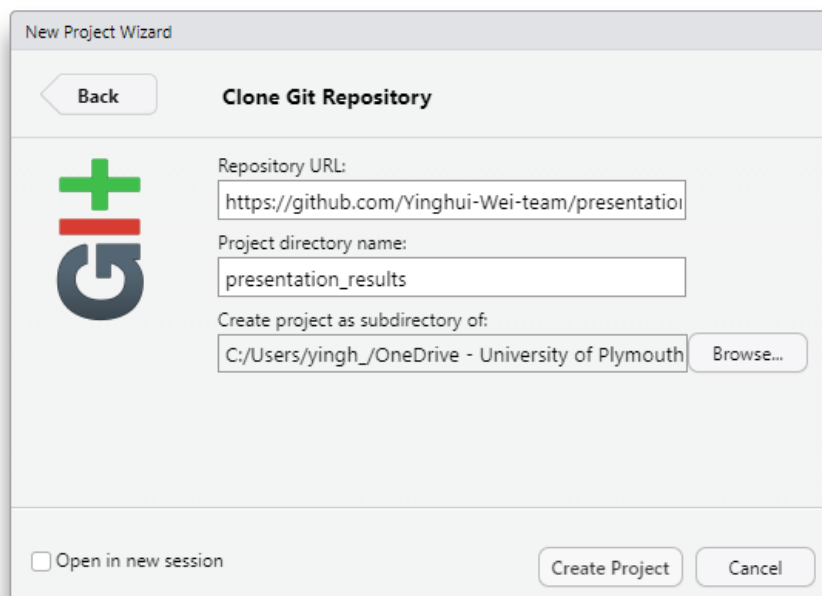 New Project Wizard
Back
Clone Git Repository
GIt
Repository URL:
https://github.com/Yinghui-Wei-team/presentation
Project directory name:
presentation_results
Create project as subdirectory of:
C:/Users/yingh_/OneDrive - University of Plymouth
Browse...
Open in new session
Create Project
Cancel